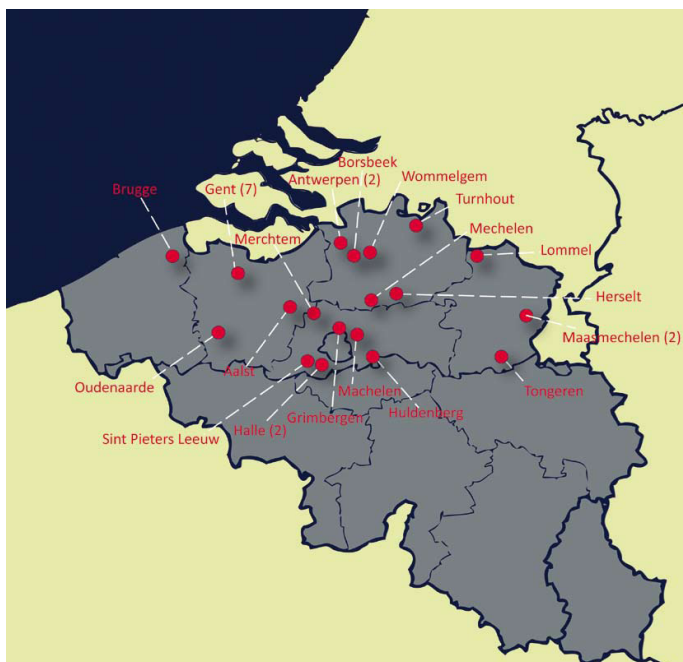 Borsbeek
Antwerpen (2)
Wommelgem
Gent (7)
Brugge
Turnhout
Merchtem
Mechelen
Lommel
Herselt
Maasmechelen (2)
Aalst
Oudenaarde
Machelen
Tongeren
Huldenberg
Grimbergen
Halle (2)
Sint Pieters Leeuw